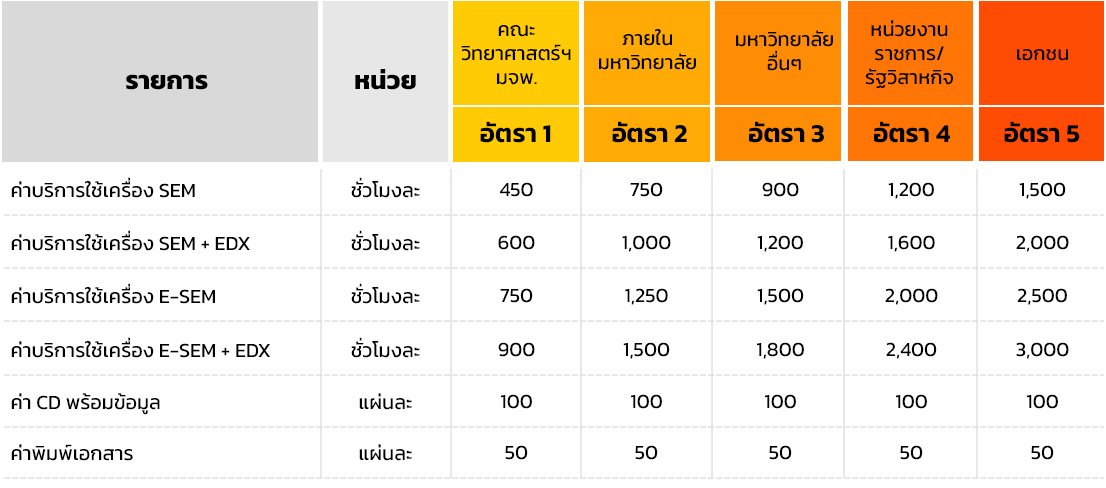 รายการ
หน่วย
คณะ
วิทยาศาสตร์ฯ
มจพ.
ภายใน
มหาวิทยาลัย
มหาวิทยาลัย
อื่นๆ
หน่วยงาน
ราชการ/
รัฐวิสาหกิจ
เอกชน
อัตรา 1 อัตรา 2 อัตรา 3 อัตรา 4 อัตรา 5
ค่าบริการใช้เครื่อง SEM ชั่วโมงละ 450 750 900 1,200 1,500
ค่าบริการใช้เครื่อง SEM + EDX ชั่วโมงละ 600 1,000 1,200 1,600 2,000
ค่าบริการใช้เครื่อง E-SEM ชั่วโมงละ 750 1,250 1,500 2,000 2,500
ค่าบริการใช้เครื่อง E-SEM + EDX ชั่วโมงละ 900 1,500 1,800 2,400 3,000
ค่า CD พร้อมข้อมูล แผ่นละ 100 100 100 100 100
ค่าพิมพ์เอกสาร แผ่นละ 50 50 50 50 50